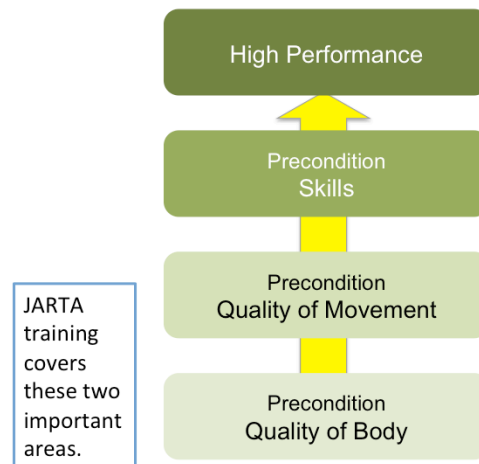 High Performance
Precondition
Skills
Precondition
Quality of Movement
Precondition
Quality of Body
JARTA
training
covers
these two
important
areas.